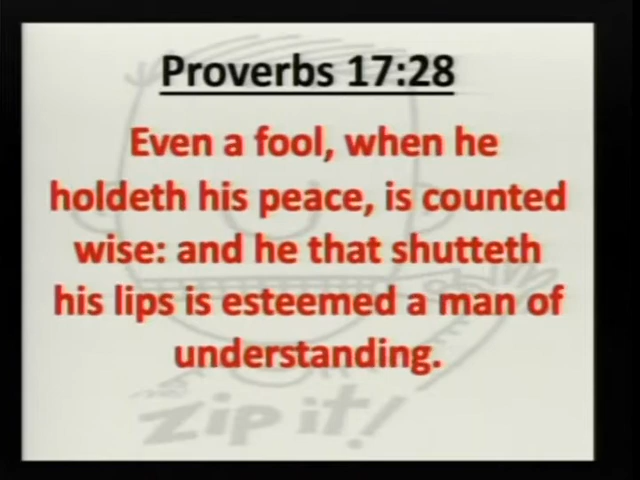 Proverbs 17:28
Even a fool, when he
holdeth his peace, is counted
wise: and he that shutteth
his lips is esteemed a man of
understanding.
Zip it!